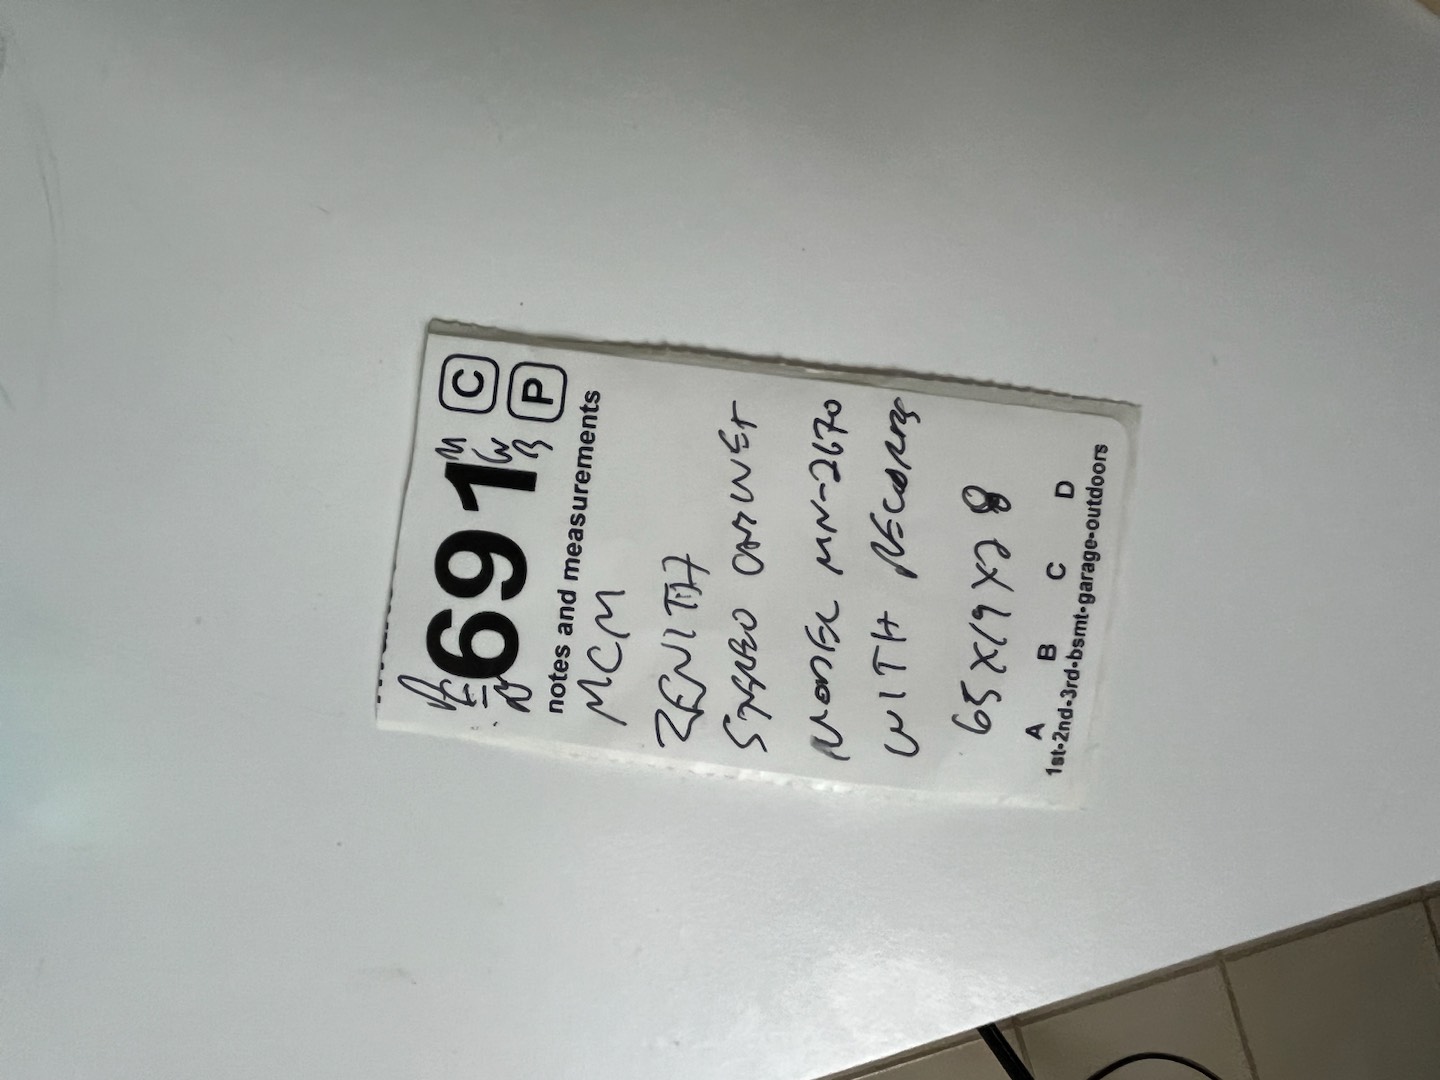 691 C
P
notes and measurements
MCM
ZENITH
STEREO CABINET
MODEL MN-2670
WITH RECORDS
65 X 19 X 28
A B C D
1st-2nd-3rd-bsmt-garage-outdoors